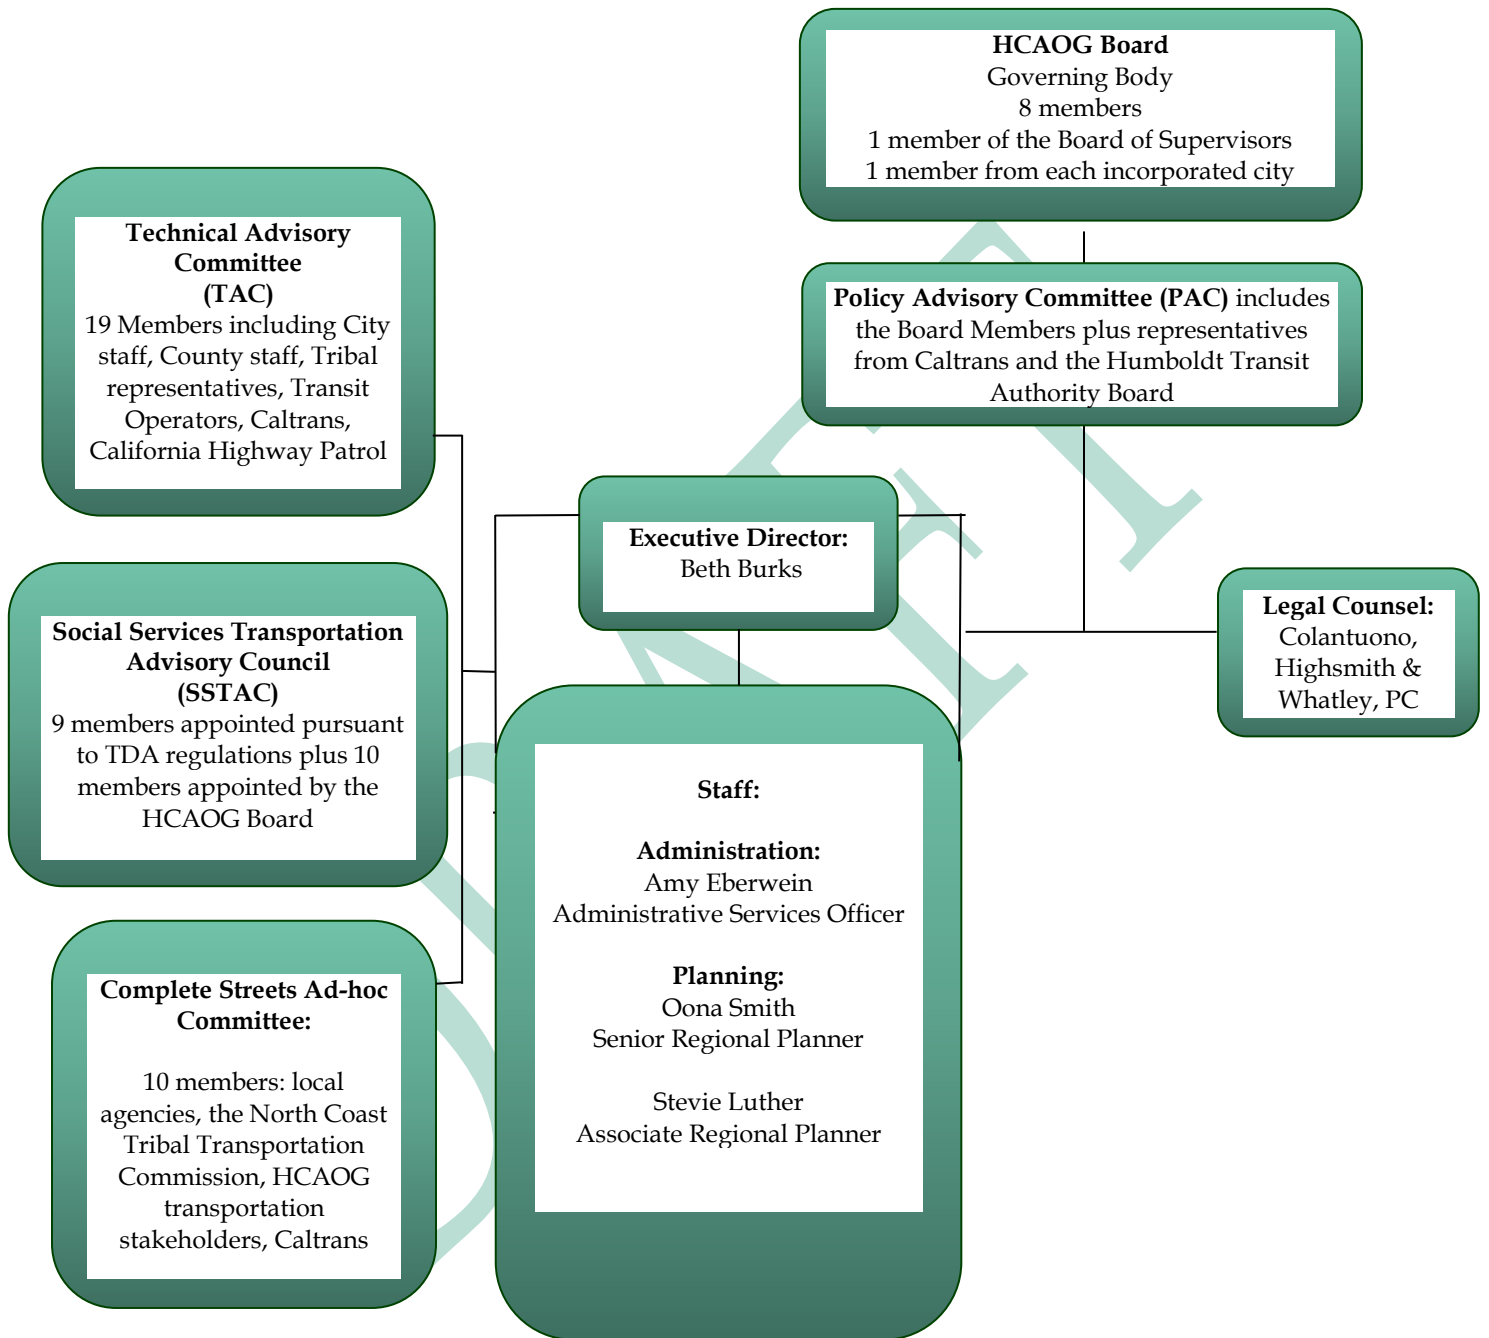 HCAOG Board
Governing Body
8 members
1 member of the Board of Supervisors
1 member from each incorporated city
Technical Advisory
Committee
(TAC)
19 Members including City
staff, County staff, Tribal
representatives, Transit
Operators, Caltrans,
California Highway Patrol
Policy Advisory Committee (PAC) includes
the Board Members plus representatives
from Caltrans and the Humboldt Transit
Authority Board
Executive Director:
Beth Burks
Legal Counsel:
Colantuono,
Highsmith &
Whatley, PC
Social Services Transportation
Advisory Council
(SSTAC)
9 members appointed pursuant
to TDA regulations plus 10
members appointed by the
HCAOG Board
Staff:
Administration:
Amy Eberwein
Administrative Services Officer
Planning:
Oona Smith
Senior Regional Planner
Stevie Luther
Associate Regional Planner
Complete Streets Ad-hoc
Committee:
10 members: local
agencies, the North Coast
Tribal Transportation
Commission, HCAOG
transportation
stakeholders, Caltrans
DRAFT